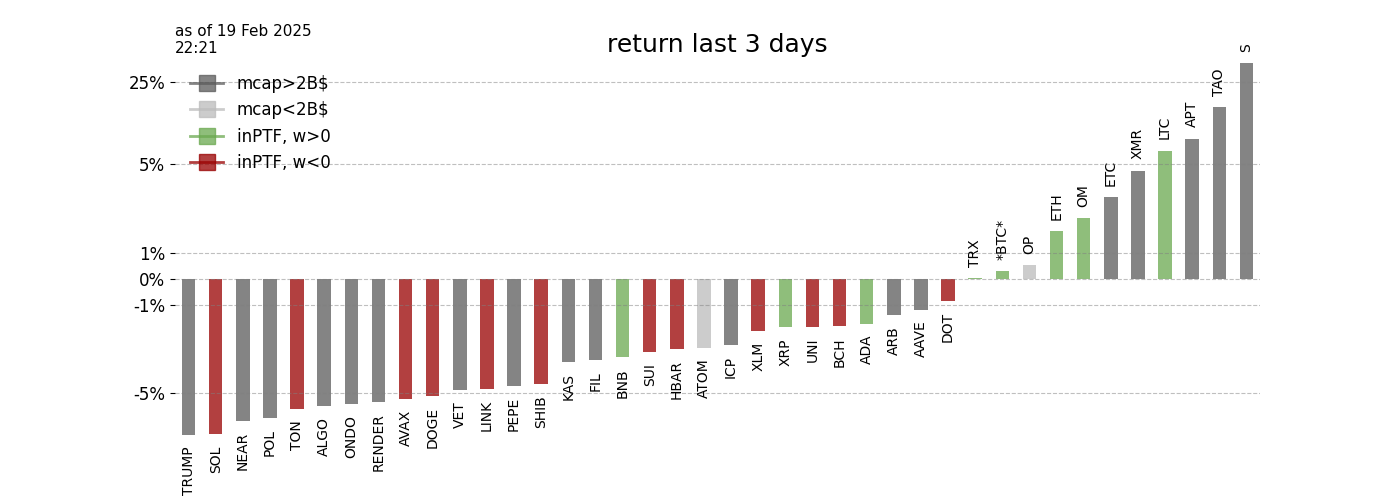 as of 19 Feb 2025
22:21
return last 3 days
mcap>2B$
mcap<2B$
inPTF, w>0
inPTF, w<0
25%
5%
1%
0%
-1%
-5%
TRUMP
SOL
NEAR
POL
TON
ALGO
ONDO
RENDER
AVAX
DOGE
VET
LINK
PEPE
SHIB
KAS
FIL
BNB
SUI
HBAR
ATOM
ICP
XLM
XRP
UNI
BCH
ADA
ARB
AAVE
DOT
TRX
*BTC*
OP
ETH
OM
ETC
XMR
LTC
APT
TAO
S